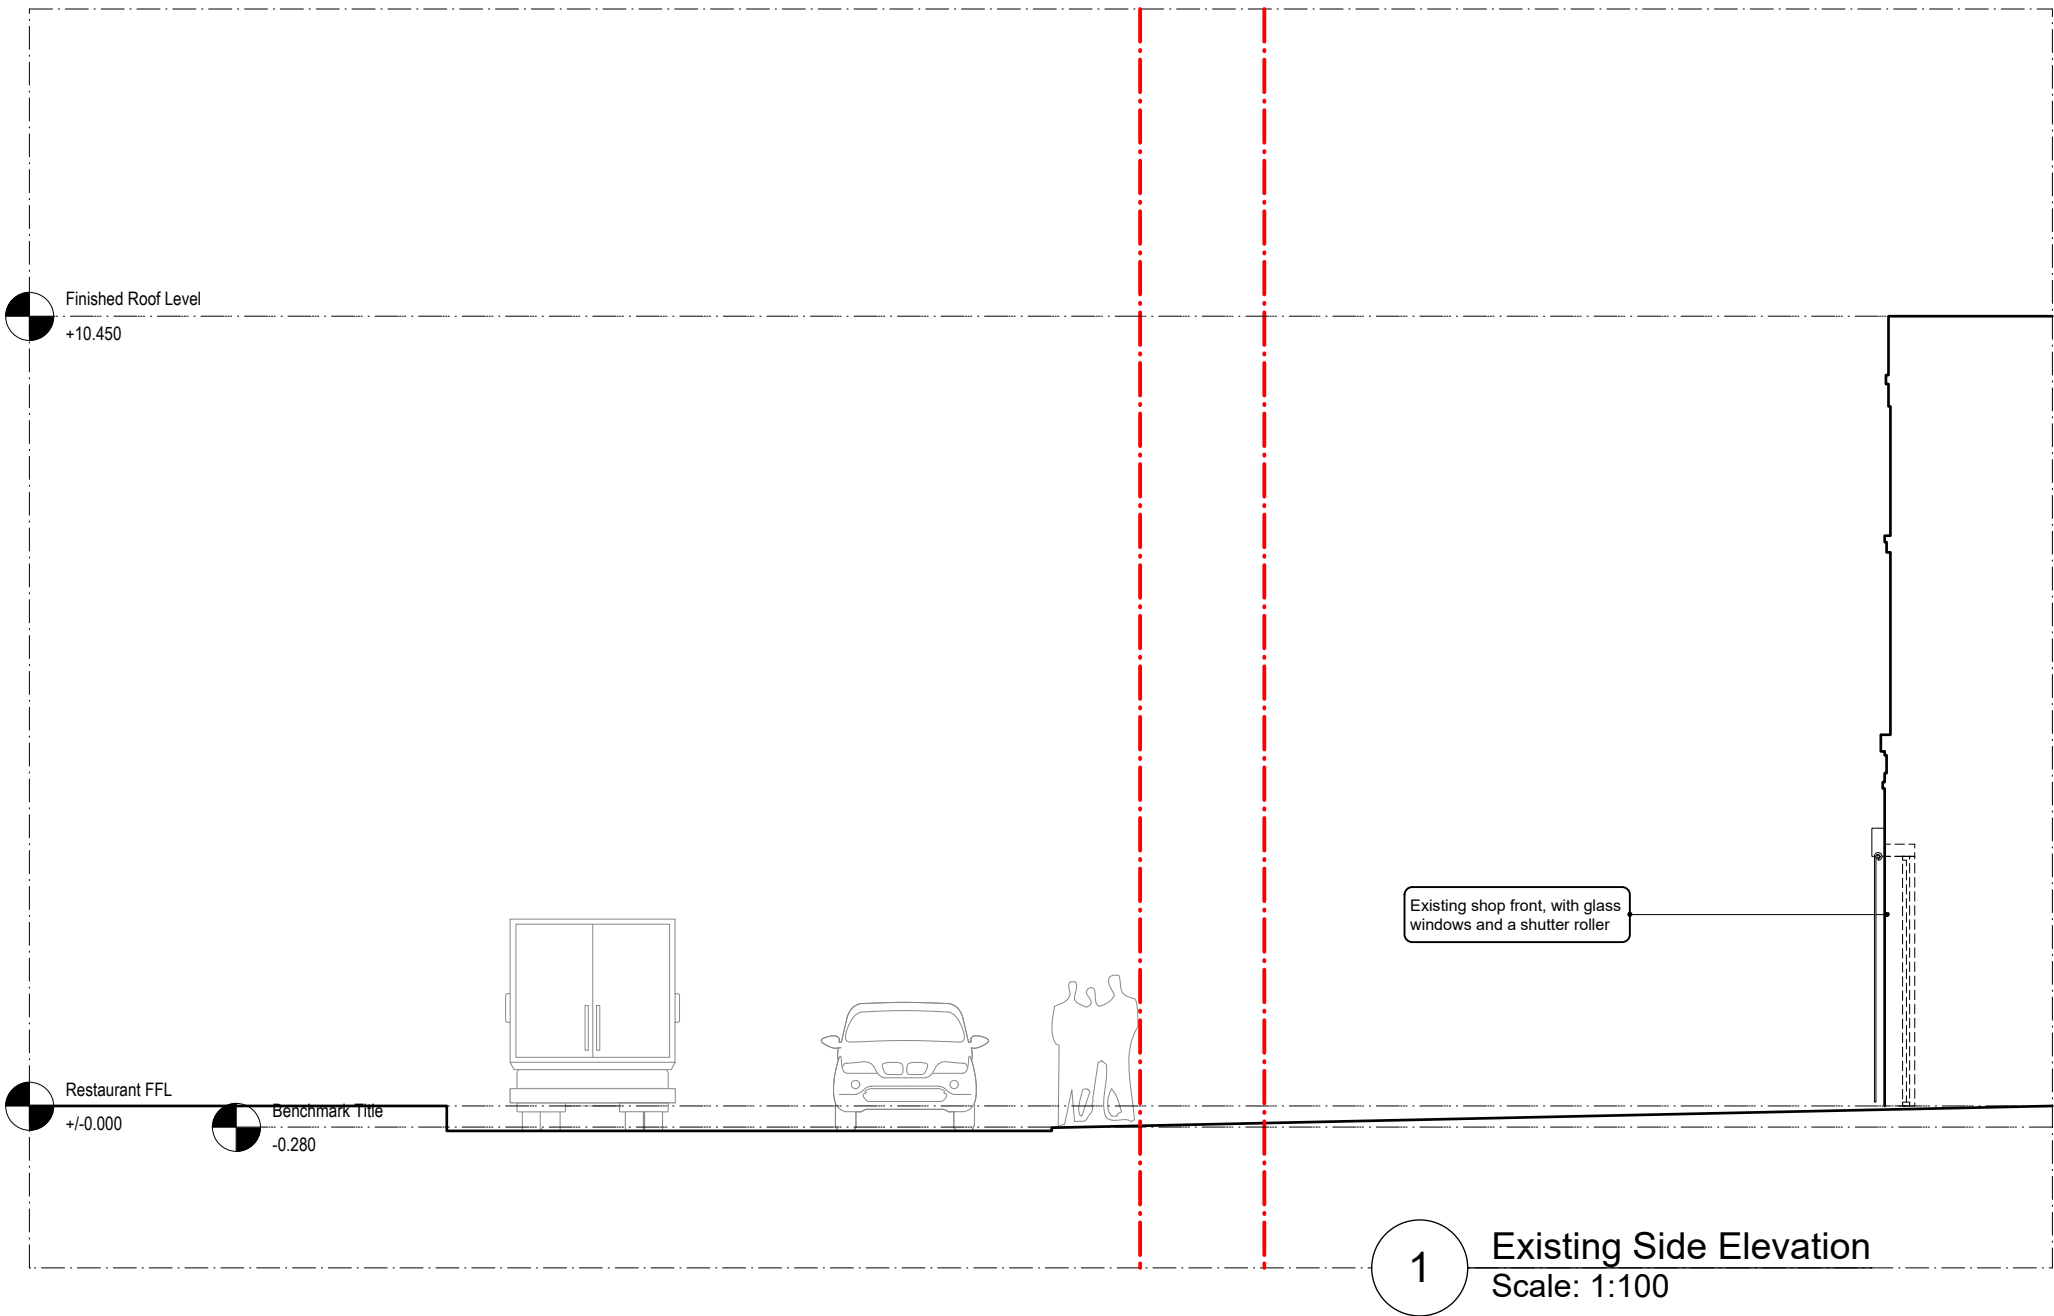 Finished Roof Level
+10.450
Existing shop front, with glass
windows and a shutter roller
Restaurant FFL
+/-0.000
Benchmark Title
-0.280
1
Existing Side Elevation
Scale: 1:100